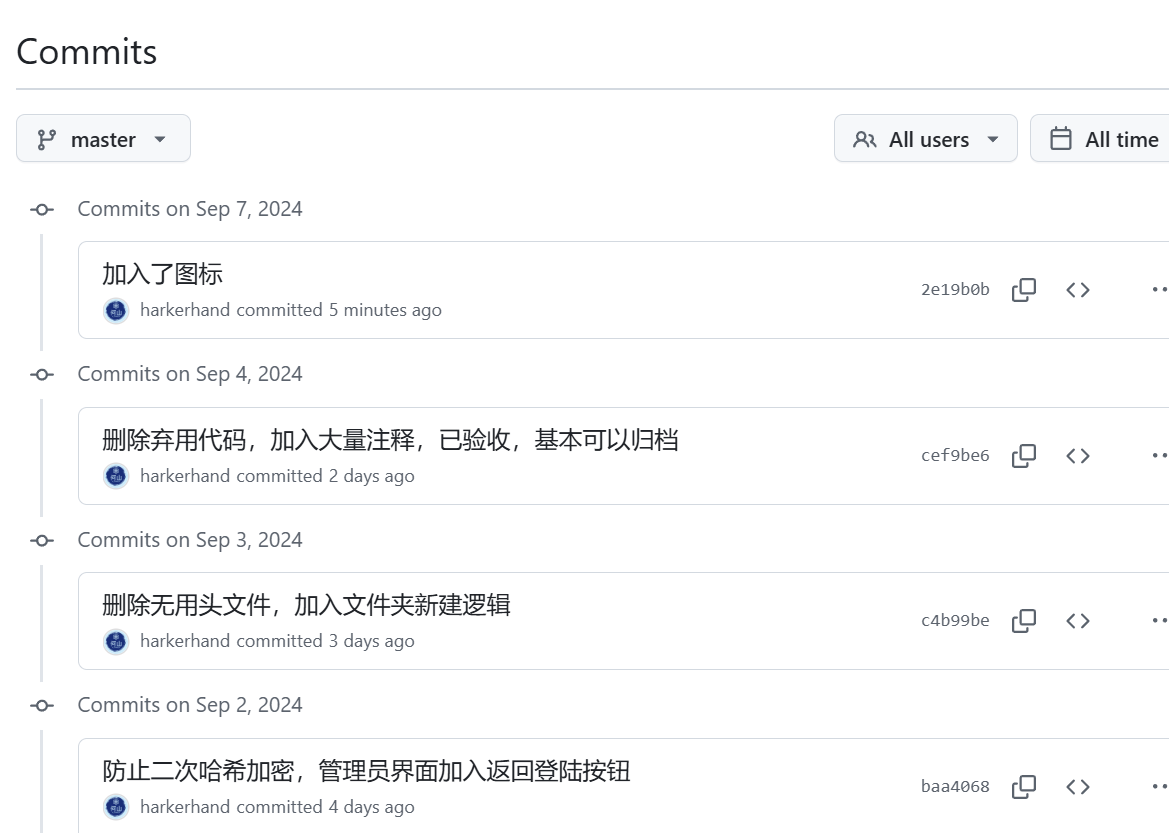 Commits
master
All users
All time
Commits on Sep 7, 2024
加入了图标
harkerhand committed 5 minutes ago
2e19b0b
Commits on Sep 4, 2024
删除弃用代码，加入大量注释，已验收，基本可以归档
harkerhand committed 2 days ago
cef9be6
Commits on Sep 3, 2024
删除无用头文件，加入文件夹新建逻辑
harkerhand committed 3 days ago
c4b99be
Commits on Sep 2, 2024
防止二次哈希加密，管理员界面加入返回登陆按钮
harkerhand committed 4 days ago
baa4068